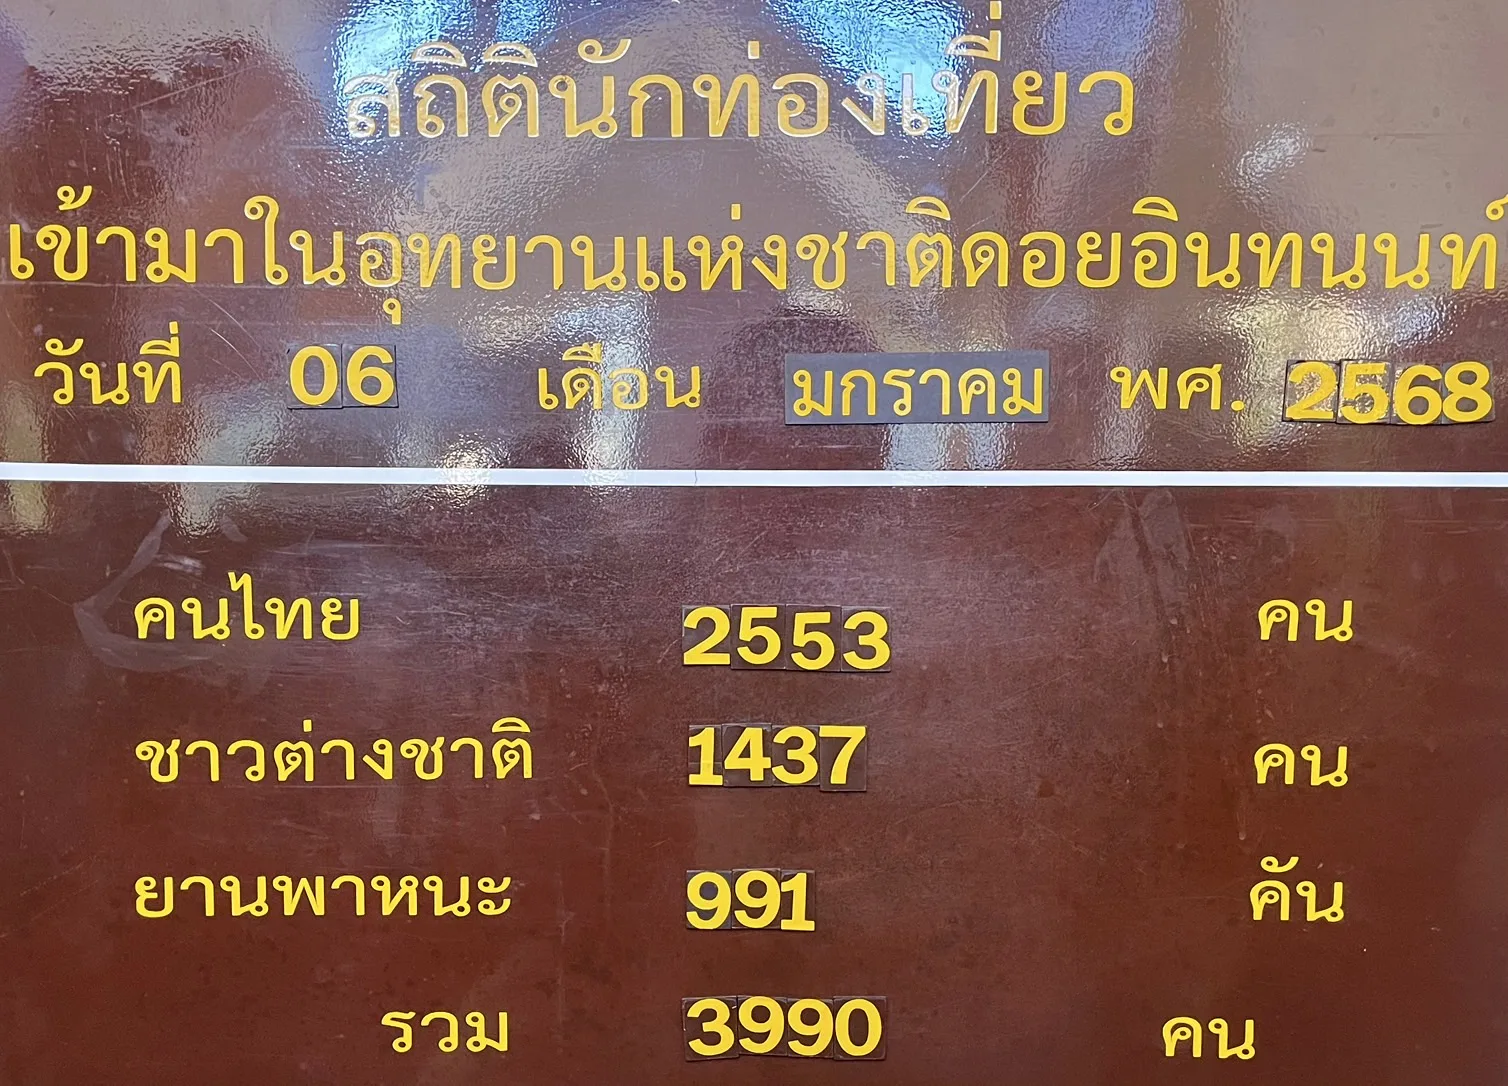 สถิตินักท่องเที่ยว
เข้ามาในอุทยานแห่งชาติดอยอินทนนท์
วันที่ 06 เดือน มกราคม พศ. 2568
คนไทย 2553 คน
ชาวต่างชาติ 1437 คน
ยานพาหนะ 991 คัน
รวม 3990 คน